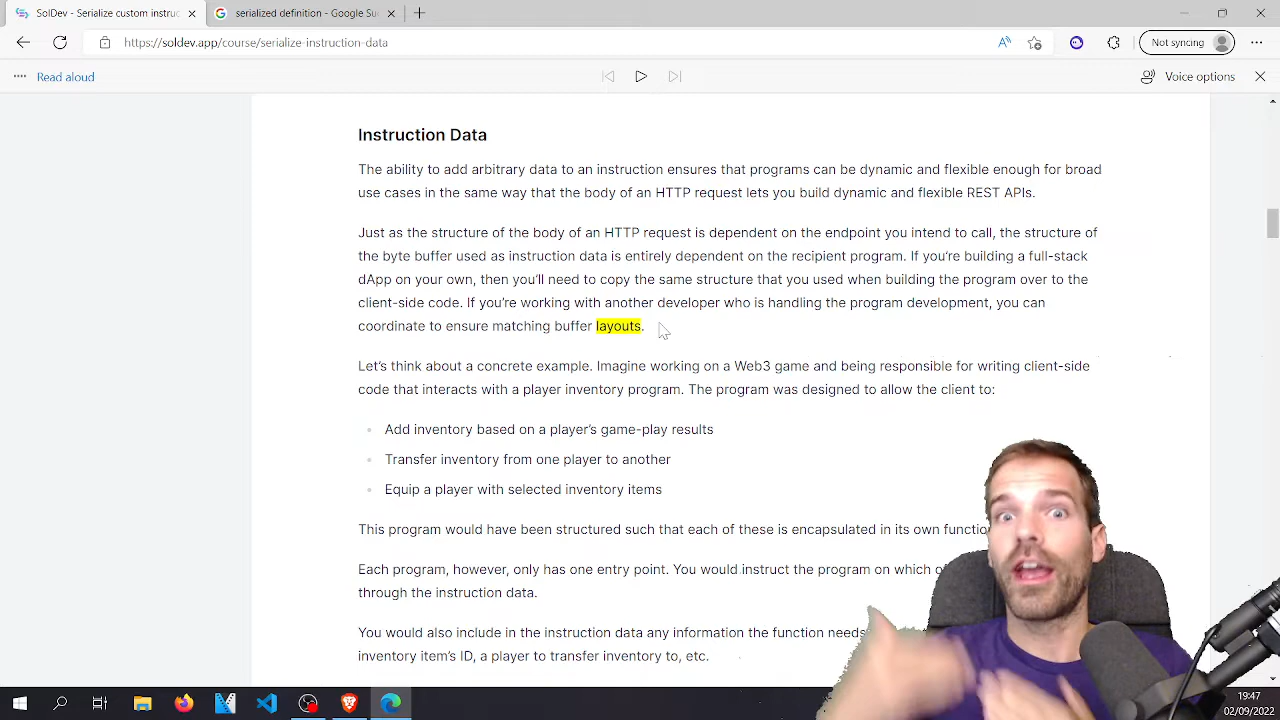 SolDev - Serialize custom instruc
serialized definition - Google Su
https://soldev.app/course/serialize-instruction-data
Not syncing
Read aloud
Voice options
Instruction Data
The ability to add arbitrary data to an instruction ensures that programs can be dynamic and flexible enough for broad
use cases in the same way that the body of an HTTP request lets you build dynamic and flexible REST APIs.
Just as the structure of the body of an HTTP request is dependent on the endpoint you intend to call, the structure of
the byte buffer used as instruction data is entirely dependent on the recipient program. If you're building a full-stack
dApp on your own, then you'll need to copy the same structure that you used when building the program over to the
client-side code. If you're working with another developer who is handling the program development, you can
coordinate to ensure matching buffer layouts.
Let's think about a concrete example. Imagine working on a Web3 game and being responsible for writing client-side
code that interacts with a player inventory program. The program was designed to allow the client to:
Add inventory based on a player's game-play results
Transfer inventory from one player to another
Equip a player with selected inventory items
This program would have been structured such that each of these is encapsulated in its own
Each program, however, only has one entry point. You would instruct the program on which
through the instruction data.
You would also include in the instruction data any information the function needs
inventory item's ID, a player to transfer inventory to, etc.
19:47
02/09/2022